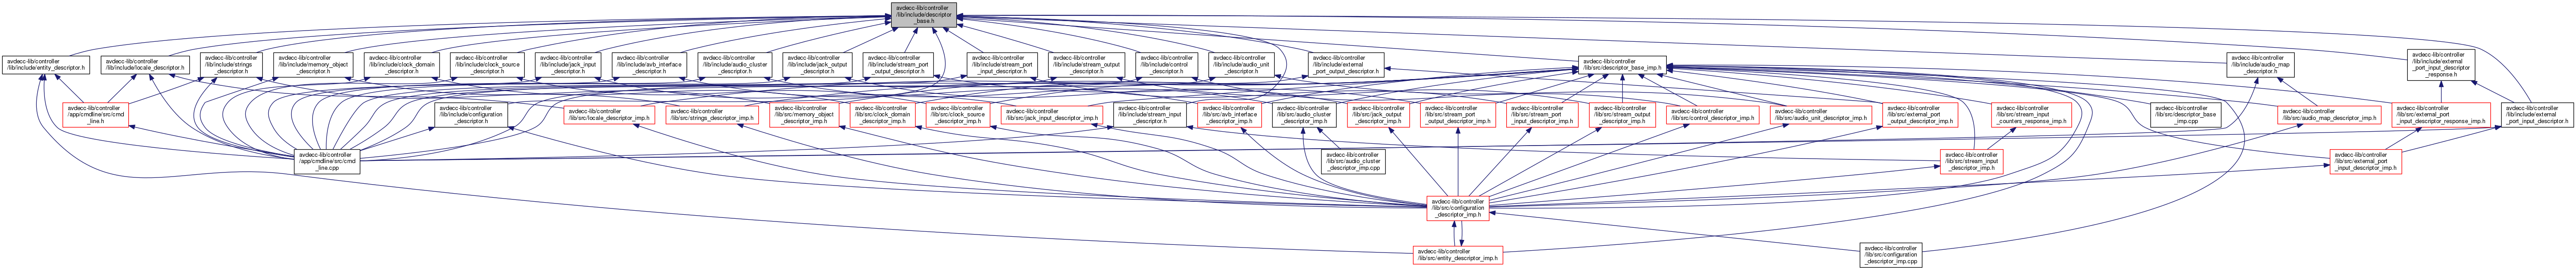 avdecc-lib/controller
/lib/include/descriptor
_base.h
avdecc-lib/controller
/lib/include/entity_descriptor.h
avdecc-lib/controller
/lib/include/locale_descriptor.h
avdecc-lib/controller
/lib/include/strings
_descriptor.h
avdecc-lib/controller
/lib/include/memory_object
_descriptor.h
avdecc-lib/controller
/lib/include/clock_domain
_descriptor.h
avdecc-lib/controller
/lib/include/clock_source
_descriptor.h
avdecc-lib/controller
/lib/include/jack_input
_descriptor.h
avdecc-lib/controller
/lib/include/avb_interface
_descriptor.h
avdecc-lib/controller
/lib/include/audio_cluster
_descriptor.h
avdecc-lib/controller
/lib/include/jack_output
_descriptor.h
avdecc-lib/controller
/lib/include/stream_port
_output_descriptor.h
avdecc-lib/controller
/lib/include/stream_port
_input_descriptor.h
avdecc-lib/controller
/lib/include/stream_output
_descriptor.h
avdecc-lib/controller
/lib/include/control
_descriptor.h
avdecc-lib/controller
/lib/include/audio_unit
_descriptor.h
avdecc-lib/controller
/lib/include/external
_port_output_descriptor.h
avdecc-lib/controller
/lib/src/descriptor_base_imp.h
avdecc-lib/controller
/lib/include/audio_map
_descriptor.h
avdecc-lib/controller
/lib/include/external
_port_input_descriptor
_response.h
avdecc-lib/controller
/app/cmdline/src/cmd
_line.h
avdecc-lib/controller
/lib/include/configuration
_descriptor.h
avdecc-lib/controller
/lib/src/locale_descriptor_imp.h
avdecc-lib/controller
/lib/src/strings_descriptor_imp.h
avdecc-lib/controller
/lib/src/memory_object
_descriptor_imp.h
avdecc-lib/controller
/lib/src/clock_domain
_descriptor_imp.h
avdecc-lib/controller
/lib/src/clock_source
_descriptor_imp.h
avdecc-lib/controller
/lib/src/jack_input_descriptor_imp.h
avdecc-lib/controller
/lib/include/stream_input
_descriptor.h
avdecc-lib/controller
/lib/src/avb_interface
_descriptor_imp.h
avdecc-lib/controller
/lib/src/audio_cluster
_descriptor_imp.h
avdecc-lib/controller
/lib/src/jack_output
_descriptor_imp.h
avdecc-lib/controller
/lib/src/stream_port
_output_descriptor_imp.h
avdecc-lib/controller
/lib/src/stream_port
_input_descriptor_imp.h
avdecc-lib/controller
/lib/src/stream_output
_descriptor_imp.h
avdecc-lib/controller
/lib/src/control_descriptor_imp.h
avdecc-lib/controller
/lib/src/audio_unit_descriptor_imp.h
avdecc-lib/controller
/lib/src/external_port
_output_descriptor_imp.h
avdecc-lib/controller
/lib/src/stream_input
_counters_response_imp.h
avdecc-lib/controller
/lib/src/descriptor_base
_imp.cpp
avdecc-lib/controller
/lib/src/audio_map_descriptor_imp.h
avdecc-lib/controller
/lib/src/external_port
_input_descriptor_response_imp.h
avdecc-lib/controller
/lib/include/external
_port_input_descriptor.h
avdecc-lib/controller
/app/cmdline/src/cmd
_line.cpp
avdecc-lib/controller
/lib/src/audio_cluster
_descriptor_imp.cpp
avdecc-lib/controller
/lib/src/stream_input
_descriptor_imp.h
avdecc-lib/controller
/lib/src/external_port
_input_descriptor_imp.h
avdecc-lib/controller
/lib/src/configuration
_descriptor_imp.h
avdecc-lib/controller
/lib/src/entity_descriptor_imp.h
avdecc-lib/controller
/lib/src/configuration
_descriptor_imp.cpp